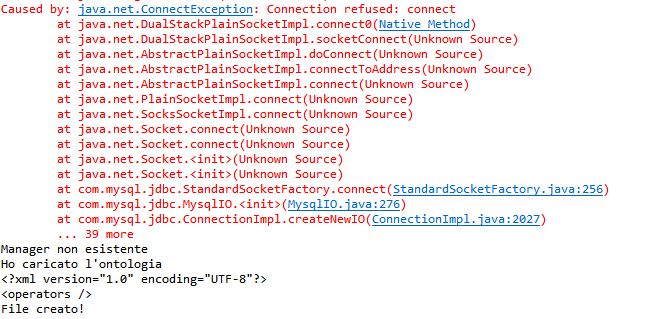 Caused by: java.net.ConnectException: Connection refused: connect
at java.net.DualStackPlainSocketImpl.connect0(Native Method)
at java.net.DualStackPlainSocketImpl.socketConnect(Unknown Source)
at java.net.AbstractPlainSocketImpl.doConnect(Unknown Source)
at java.net.AbstractPlainSocketImpl.connectToAddress(Unknown Source)
at java.net.AbstractPlainSocketImpl.connect(Unknown Source)
at java.net.PlainSocketImpl.connect(Unknown Source)
at java.net.SocksSocketImpl.connect(Unknown Source)
at java.net.Socket.connect(Unknown Source)
at java.net.Socket.connect(Unknown Source)
at java.net.Socket.<init>(Unknown Source)
at java.net.Socket.<init>(Unknown Source)
at com.mysql.jdbc.StandardSocketFactory.connect(StandardSocketFactory.java:256)
at com.mysql.jdbc.MysqlIO.<init>(MysqlIO.java:276)
at com.mysql.jdbc.ConnectionImpl.createNewIO(ConnectionImpl.java:2027)
... 39 more
Manager non esistente
Ho caricato l'ontologia
<?xml version="1.0" encoding="UTF-8"?>
<operators />
File creato!